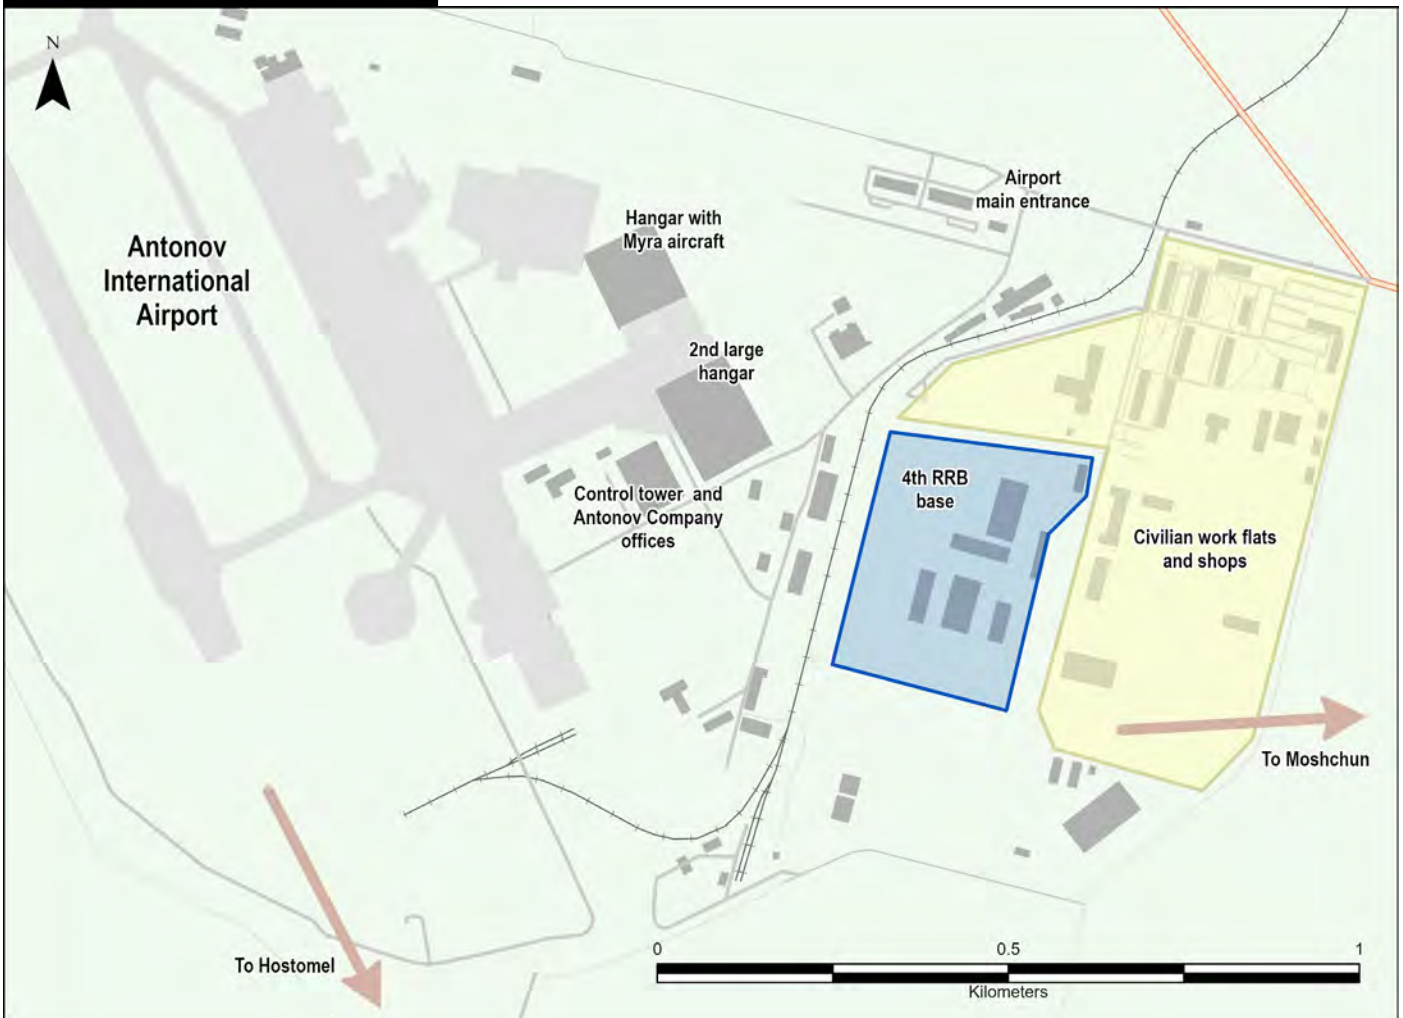 N
Airport
main entrance
Hangar with
Myra aircraft
Antonov
International
Airport
2nd large
hangar
4th RRB
base
Control tower and
Antonov Company
offices
Civilian work flats
and shops
To Moshchun
To Hostomel
0 0.5 1
Kilometers